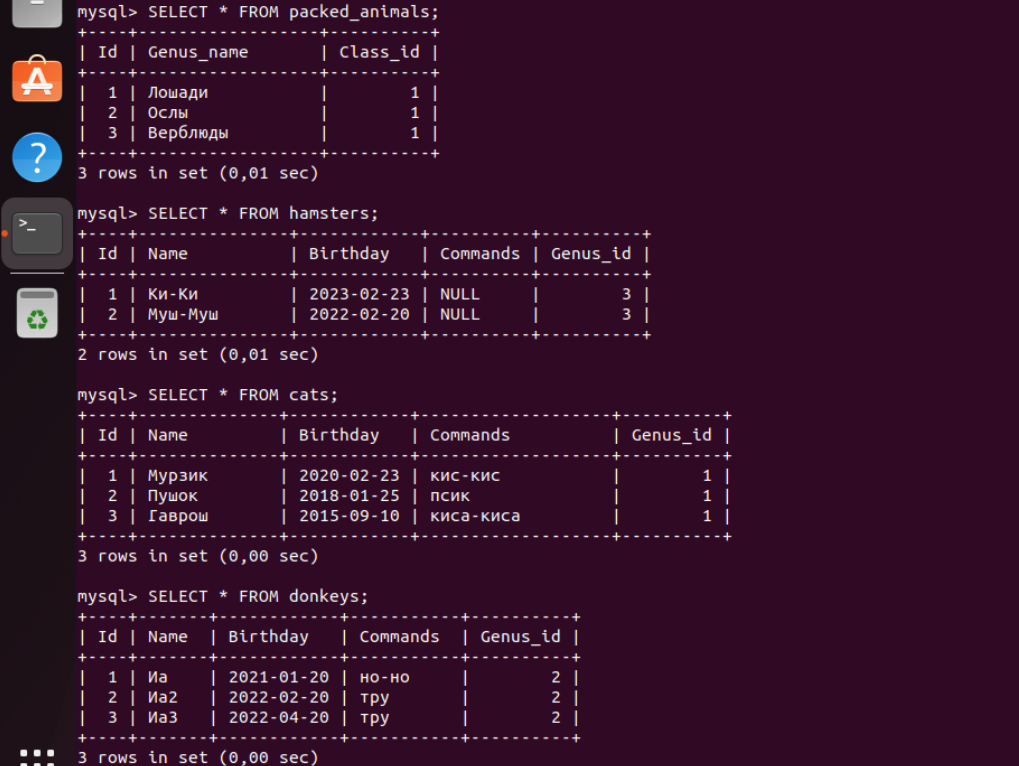 mysql> SELECT * FROM packed_animals;
+----+------------------+----------+
| Id | Genus_name       | Class_id |
+----+------------------+----------+
|  1 | Лошади           |        1 |
|  2 | Ослы             |        1 |
|  3 | Верблюды         |        1 |
+----+------------------+----------+
3 rows in set (0,01 sec)
mysql> SELECT * FROM hamsters;
+----+---------------+------------+----------+----------+
| Id | Name          | Birthday   | Commands | Genus_id |
+----+---------------+------------+----------+----------+
|  1 | Ки-Ки         | 2023-02-23 | NULL     |        3 |
|  2 | Муш-Муш       | 2022-02-20 | NULL     |        3 |
+----+---------------+------------+----------+----------+
2 rows in set (0,01 sec)
mysql> SELECT * FROM cats;
+----+--------------+------------+-------------------+----------+
| Id | Name         | Birthday   | Commands          | Genus_id |
+----+--------------+------------+-------------------+----------+
|  1 | Мурзик       | 2020-02-23 | кис-кис           |        1 |
|  2 | Пушок        | 2018-01-25 | псик              |        1 |
|  3 | Гаврош       | 2015-09-10 | киса-киса         |        1 |
+----+--------------+------------+-------------------+----------+
3 rows in set (0,00 sec)
mysql> SELECT * FROM donkeys;
+----+-------+------------+-----------+----------+
| Id | Name  | Birthday   | Commands  | Genus_id |
+----+-------+------------+-----------+----------+
|  1 | Иа    | 2021-01-20 | но-но     |        2 |
|  2 | Иа2   | 2022-02-20 | тру       |        2 |
|  3 | Иа3   | 2022-04-20 | тру       |        2 |
+----+-------+------------+-----------+----------+
3 rows in set (0,00 sec)